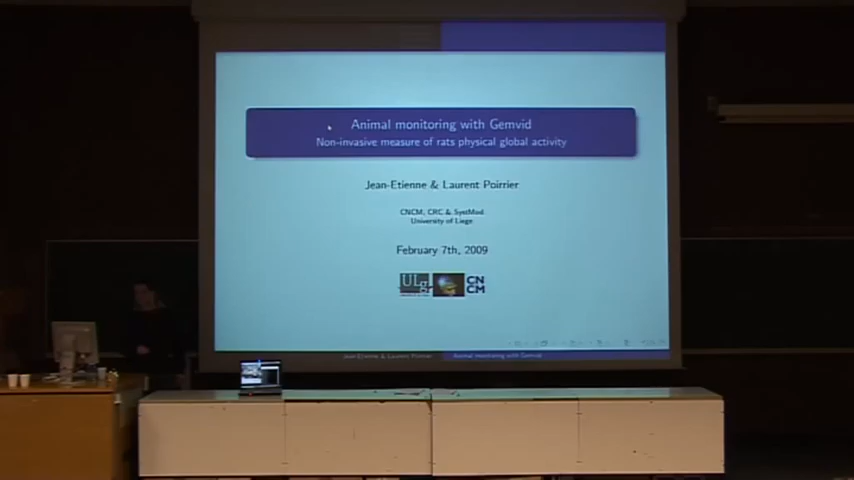 Animal monitoring with Gemvid
Non-invasive measure of rats physical global activity
Jean-Etienne & Laurent Poirrier
CNCM, CRC & SystMod
University of Liege
February 7th, 2009
ULg
CN
CM
Jean-Etienne & Laurent Poirrier
Animal monitoring with Gemvid